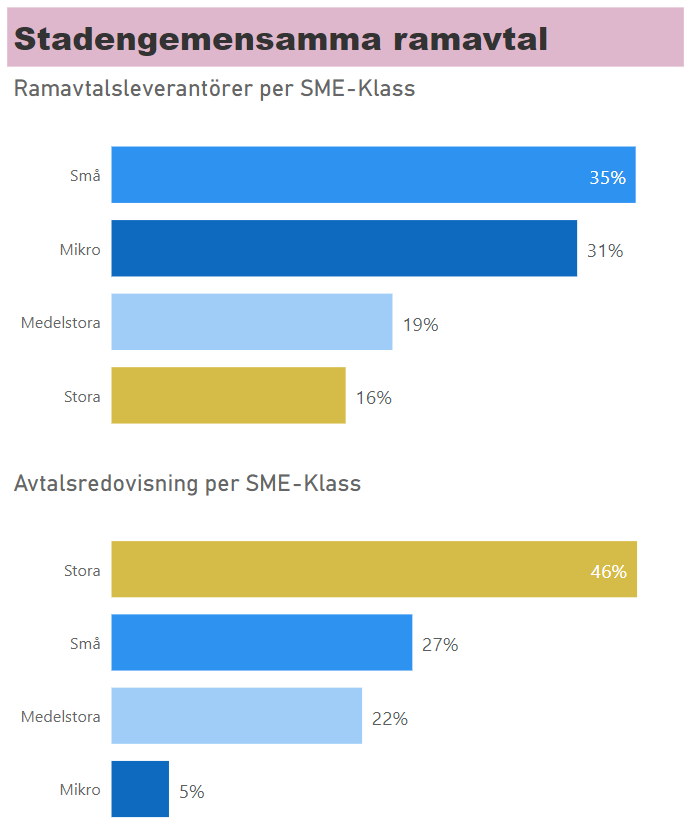 Stadengemensamma ramavtal
Ramavtalsleverantörer per SME-Klass
Små 35%
Mikro 31%
Medelstora 19%
Stora 16%
Avtalsredovisning per SME-Klass
Stora 46%
Små 27%
Medelstora 22%
Mikro 5%